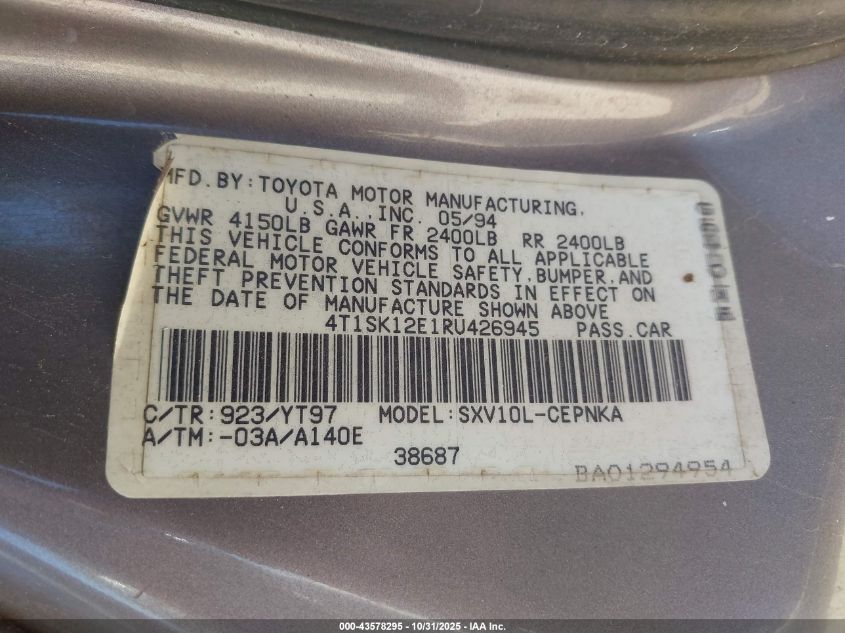 MFD.BY:TOYOTA MOTOR MANUFACTURING,
U.S.A.,INC. 05/94
GVWR 4150LB GAWR FR 2400LB RR 2400LB
THIS VEHICLE CONFORMS TO ALL APPLICABLE
FEDERAL MOTOR VEHICLE SAFETY,BUMPER,AND
THEFT PREVENTION STANDARDS IN EFFECT ON
THE DATE OF MANUFACTURE SHOWN ABOVE
4T1SK12E1RU426945 PASS.CAR
C/TR:923/YT97 MODEL:SXV10L-CEPNKA
A/TM:-03A/A140E
38687
BA01294954
000-43578295 - 10/31/2025 - IAA Inc.